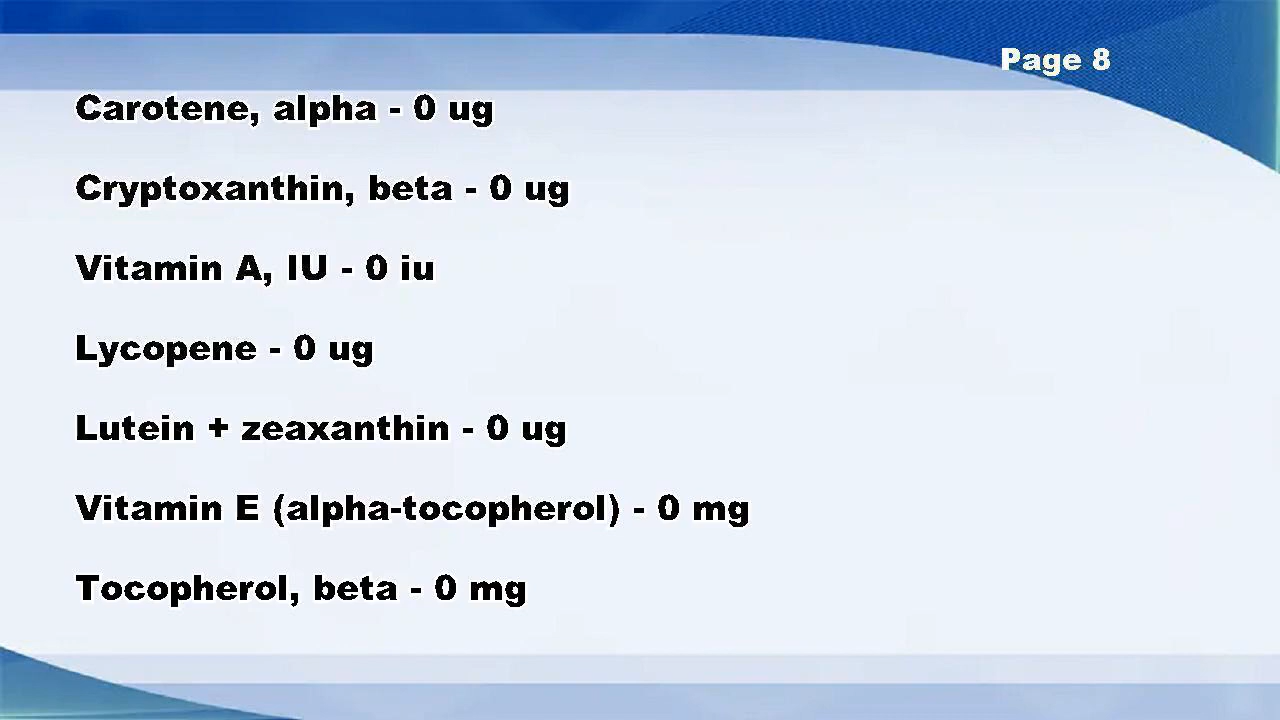 Page 8
Carotene, alpha - 0 ug
Cryptoxanthin, beta - 0 ug
Vitamin A, IU - 0 iu
Lycopene - 0 ug
Lutein + zeaxanthin - 0 ug
Vitamin E (alpha-tocopherol) - 0 mg
Tocopherol, beta - 0 mg